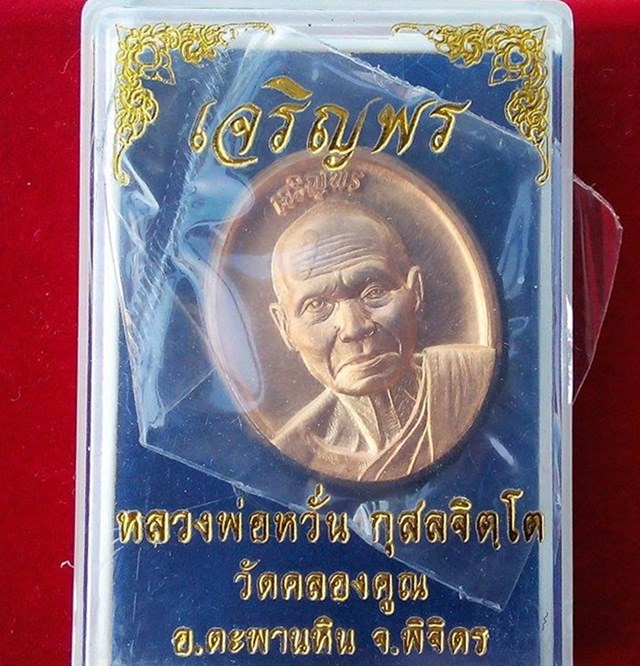 เจริญพร
เจริญพร
หลวงพ่อหวั่น กุสลจิตฺโต
วัดคลองคูณ
อ.ตะพานหิน จ.พิจิตร